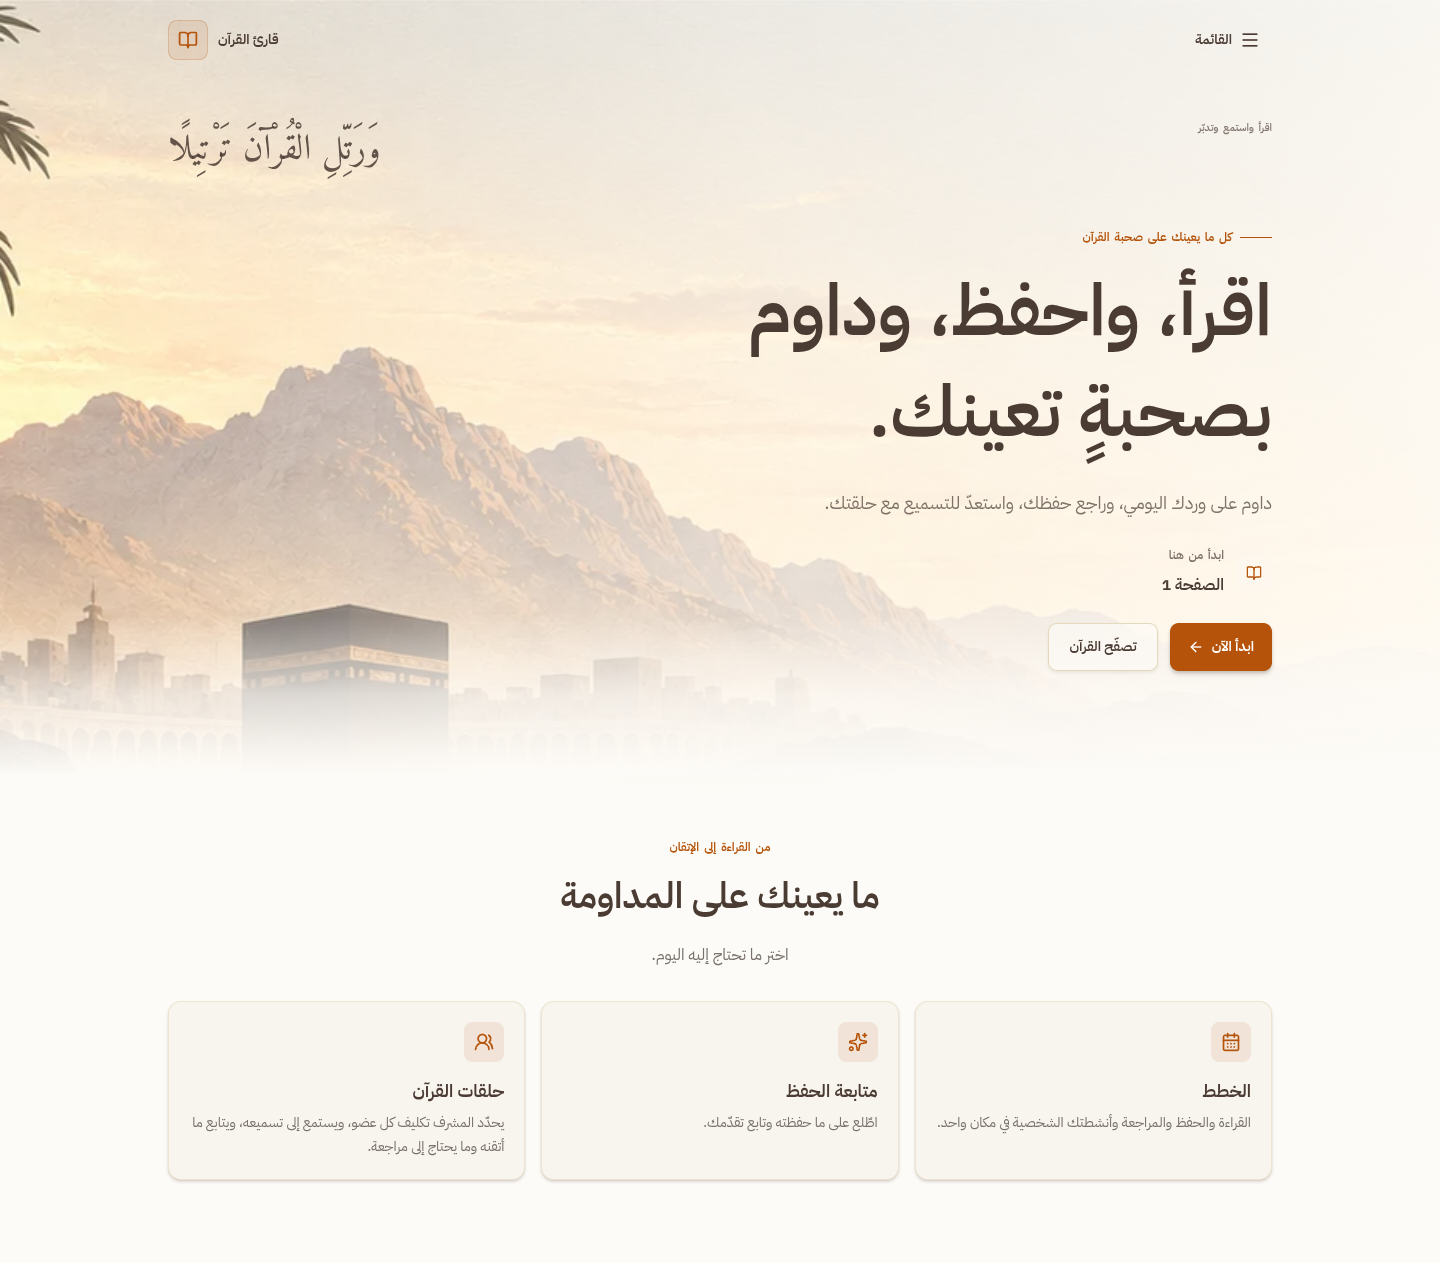 القائمة
قارئ القرآن
اقرأ واستمع وتدبّر
وَرَتِّلِ الْقُرْآنَ تَرْتِيلًا
كل ما يعينك على صحبة القرآن
اقرأ، واحفظ، وداوم
بصحبةٍ تعينك.
داوم على وردك اليومي، وراجع حفظك، واستعدّ للتسميع مع حلقتك.
ابدأ من هنا
الصفحة 1
ابدأ الآن
تصفّح القرآن
من القراءة إلى الإتقان
ما يعينك على المداومة
اختر ما تحتاج إليه اليوم.
الخطط
القراءة والحفظ والمراجعة وأنشطتك الشخصية في مكان واحد.
متابعة الحفظ
اطّلع على ما حفظته وتابع تقدّمك.
حلقات القرآن
يحدّد المشرف تكليف كل عضو، ويستمع إلى تسميعه، ويتابع ما
أتقنه وما يحتاج إلى مراجعة.